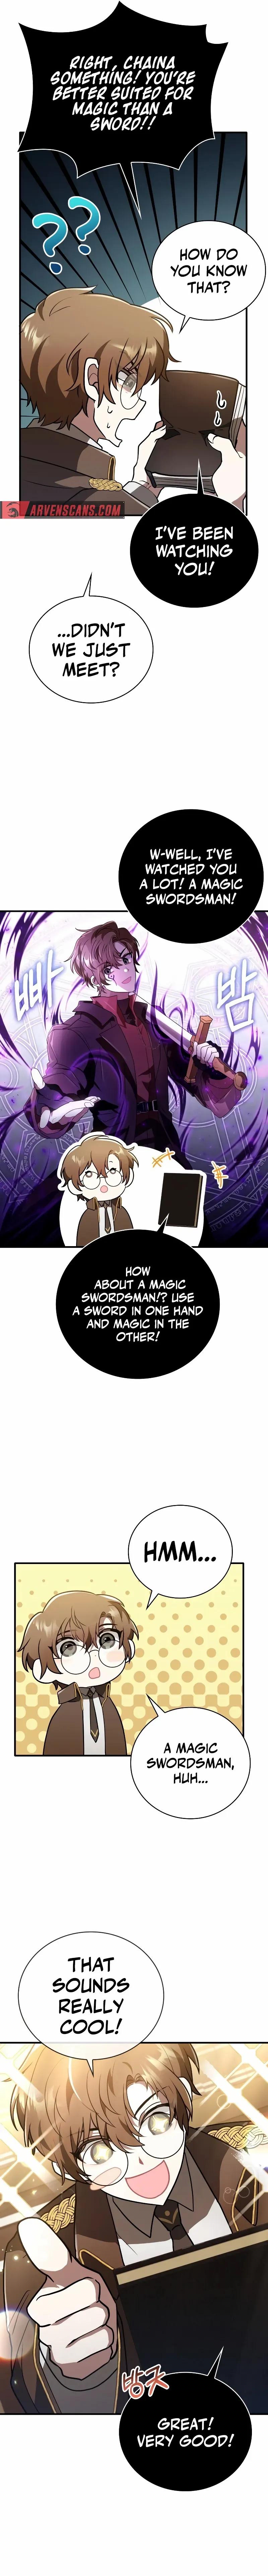 RIGHT, CHAINA
SOMETHING! YOU'RE
BETTER SUITED FOR
MAGIC THAN A
SWORD!!
??
HOW DO
YOU KNOW
THAT?
ARVENSCANS.COM
I'VE BEEN
WATCHING
YOU!
...DIDN'T
WE JUST
MEET?
W-WELL, I'VE
WATCHED YOU
A LOT! A MAGIC
SWORDSMAN!
빠
밤
HOW
ABOUT A MAGIC
SWORDSMAN!? USE
A SWORD IN ONE HAND
AND MAGIC IN THE
OTHER!
HMM...
A MAGIC
SWORDSMAN,
HUH...
THAT
SOUNDS
REALLY
COOL!
방긋
GREAT!
VERY GOOD!